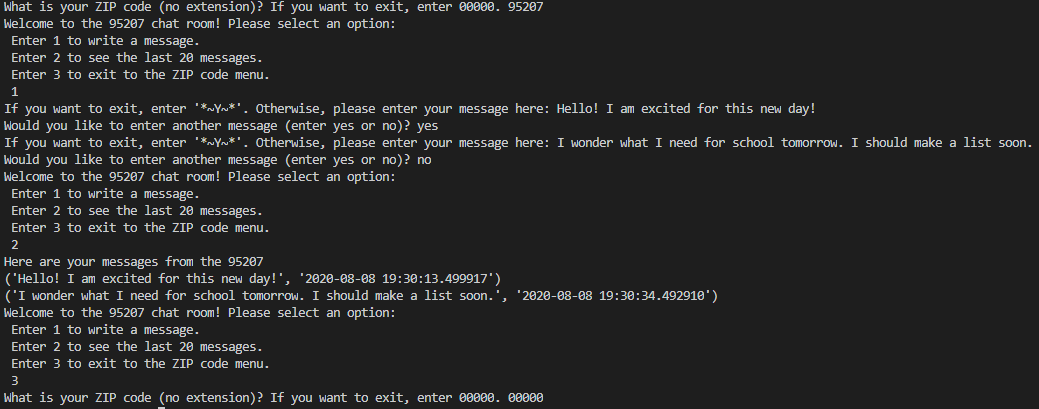 What is your ZIP code (no extension)? If you want to exit, enter 00000. 95207
Welcome to the 95207 chat room! Please select an option:
 Enter 1 to write a message.
 Enter 2 to see the last 20 messages.
 Enter 3 to exit to the ZIP code menu.
 1
If you want to exit, enter '*~Y~*'. Otherwise, please enter your message here: Hello! I am excited for this new day!
Would you like to enter another message (enter yes or no)? yes
If you want to exit, enter '*~Y~*'. Otherwise, please enter your message here: I wonder what I need for school tomorrow. I should make a list soon.
Would you like to enter another message (enter yes or no)? no
Welcome to the 95207 chat room! Please select an option:
 Enter 1 to write a message.
 Enter 2 to see the last 20 messages.
 Enter 3 to exit to the ZIP code menu.
 2
Here are your messages from the 95207
('Hello! I am excited for this new day!', '2020-08-08 19:30:13.499917')
('I wonder what I need for school tomorrow. I should make a list soon.', '2020-08-08 19:30:34.492910')
Welcome to the 95207 chat room! Please select an option:
 Enter 1 to write a message.
 Enter 2 to see the last 20 messages.
 Enter 3 to exit to the ZIP code menu.
 3
What is your ZIP code (no extension)? If you want to exit, enter 00000. 00000